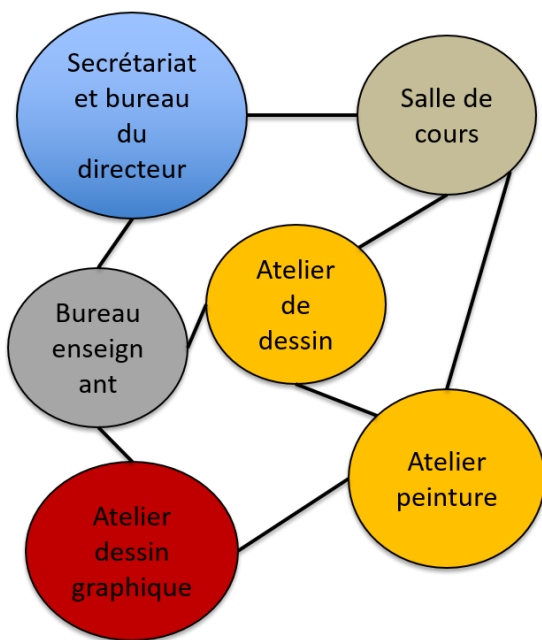 Secrétariat
et bureau
du
directeur
Salle de
cours
Atelier
de
dessin
Bureau
enseign
ant
Atelier
peinture
Atelier
dessin
graphique